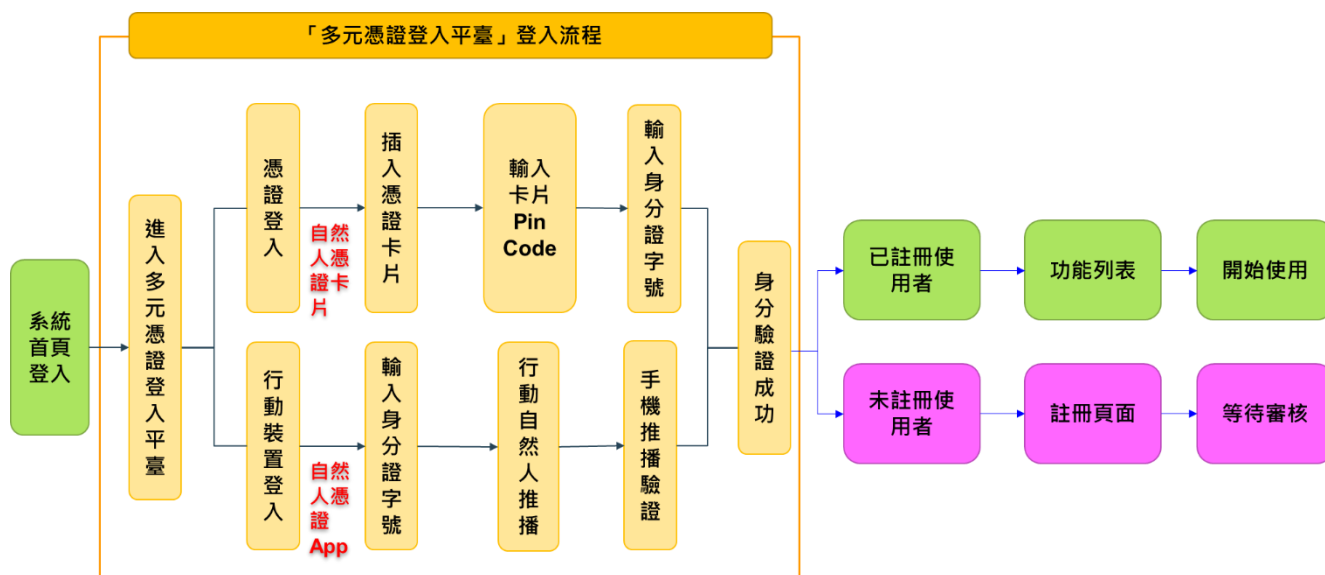 「多元憑證登入平臺」登入流程
系統
首頁
登入
進入多元憑證登入平臺
憑證登入
自然
人憑
證卡
片
插入憑證卡片
輸入
卡片
Pin
Code
輸入身分證字號
行動裝置登入
自然
人憑
證
App
輸入身分證字號
行動自然人推播
手機推播驗證
身分驗證成功
已註冊使
用者
功能列表
開始使用
未註冊使
用者
註冊頁面
等待審核